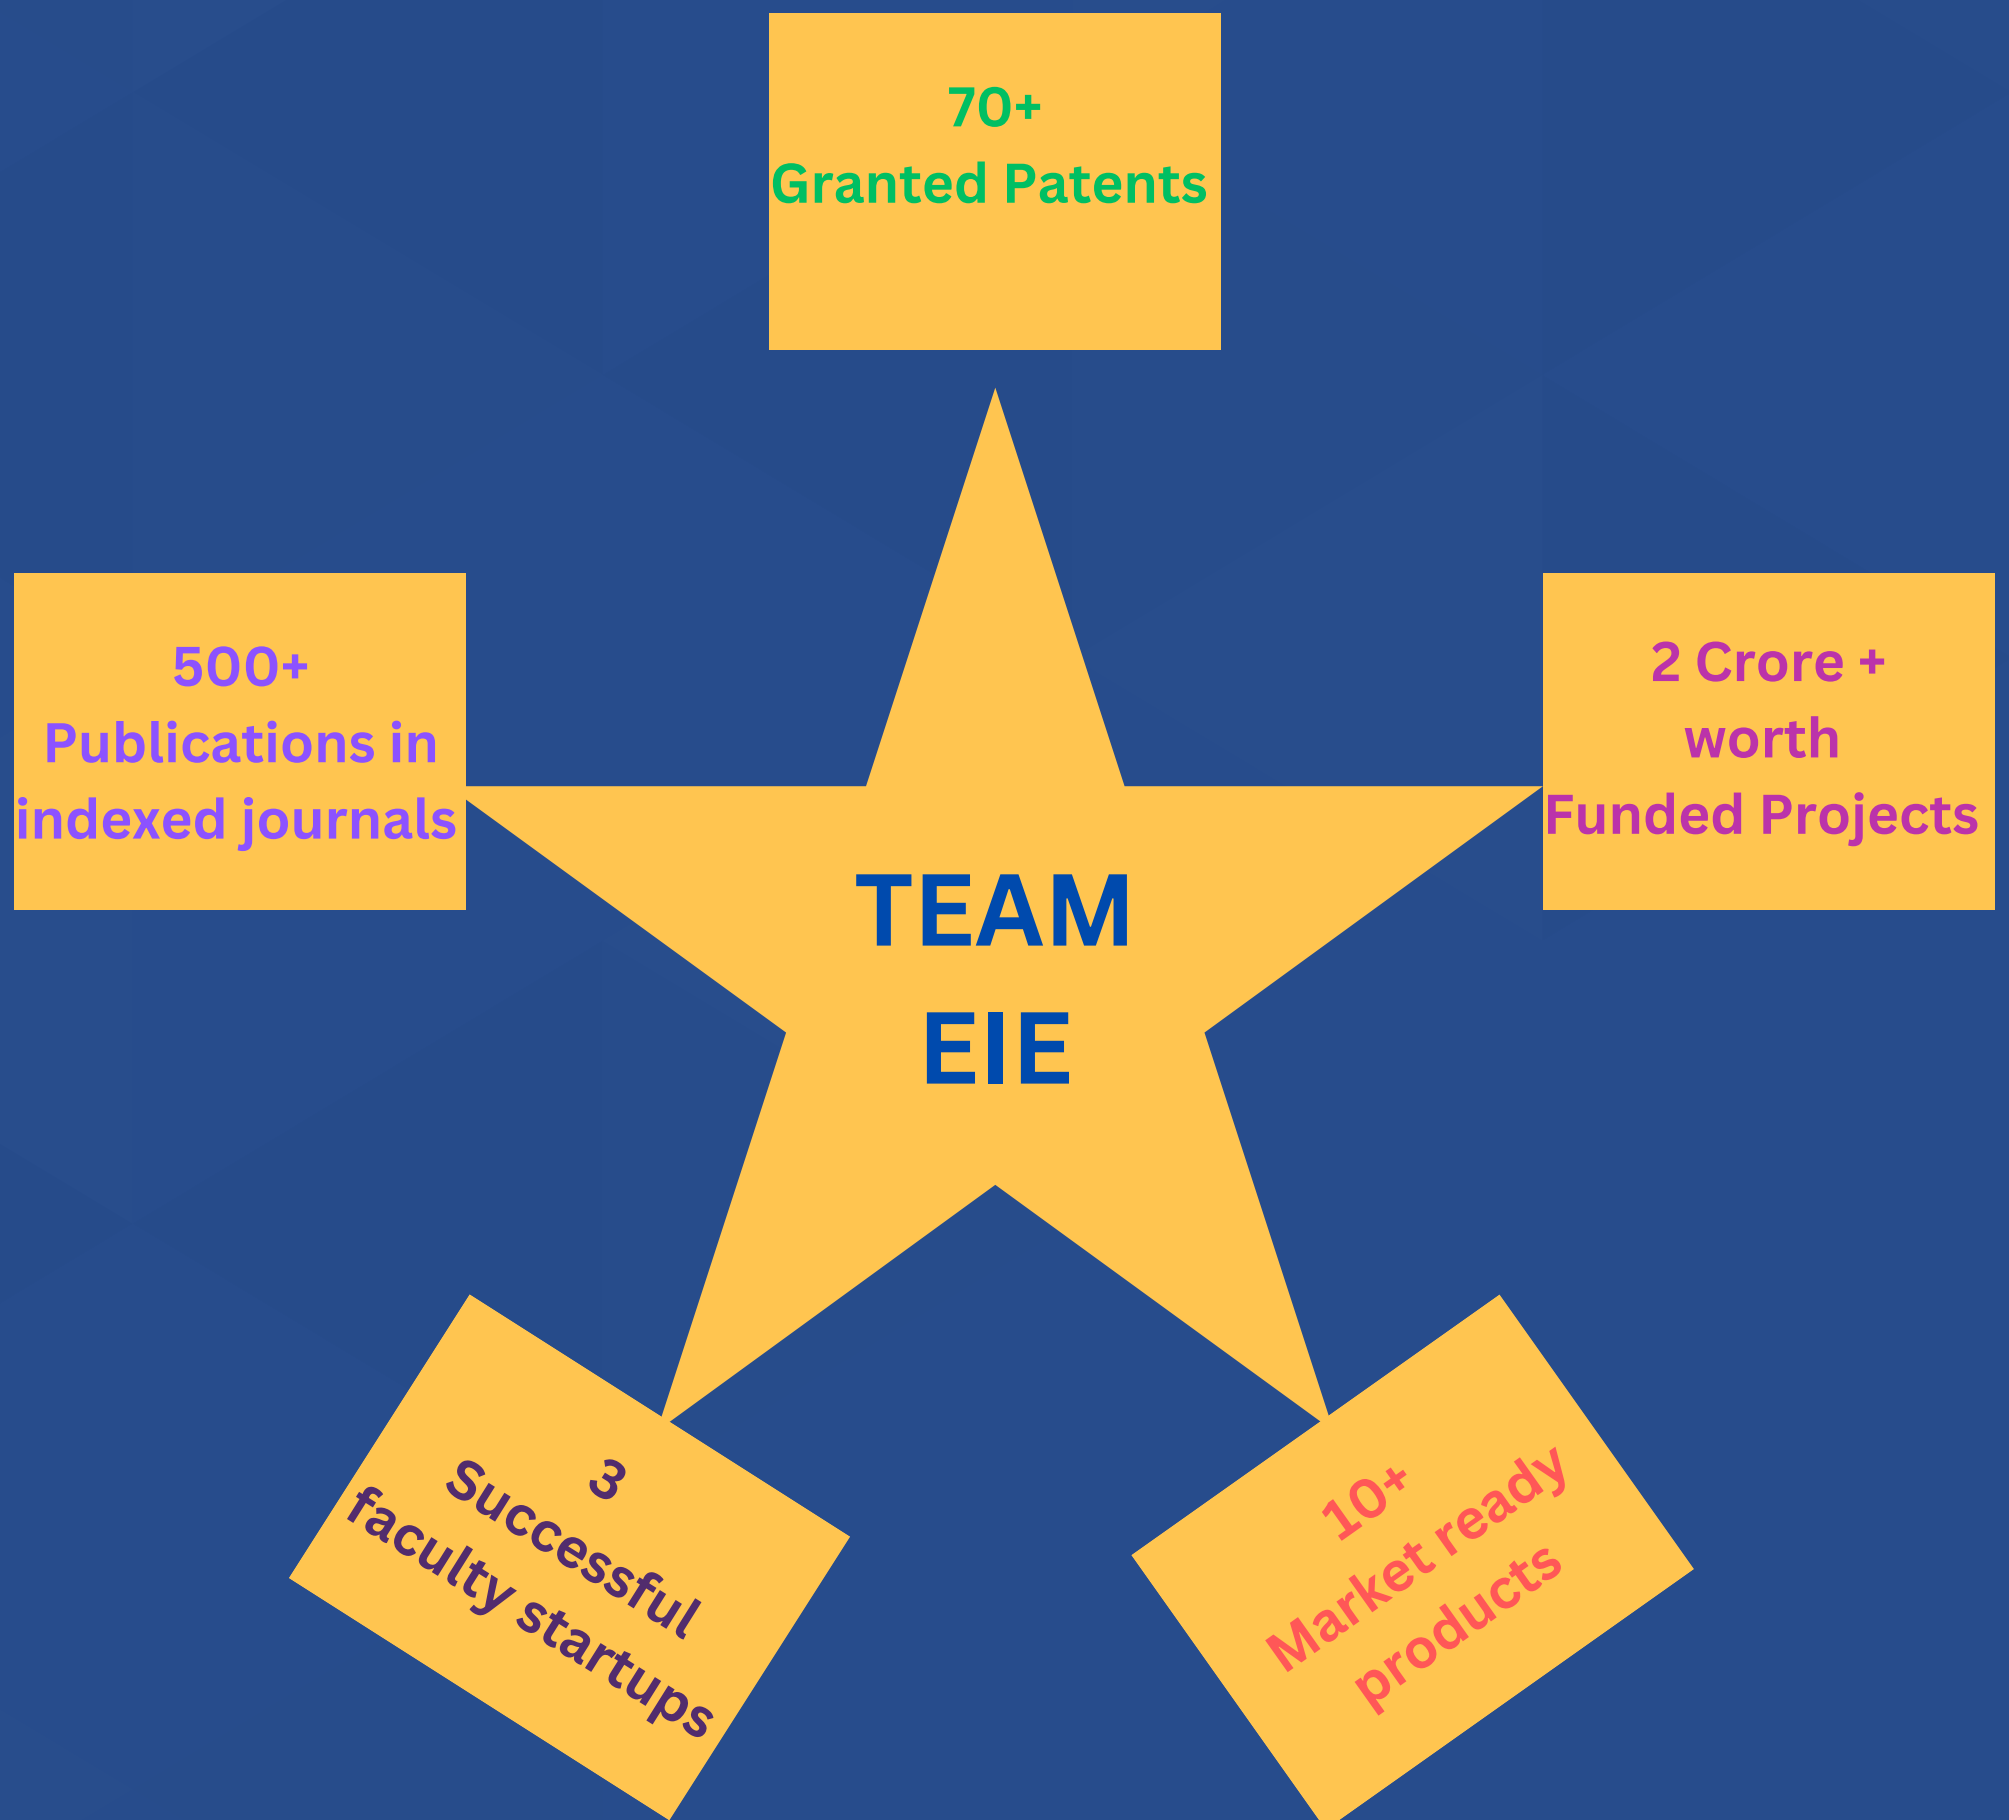 70+
Granted Patents
500+
Publications in
indexed journals
2 Crore +
worth
Funded Projects
TEAM
EIE
3
Successful
faculty startups
10+
Market ready
products